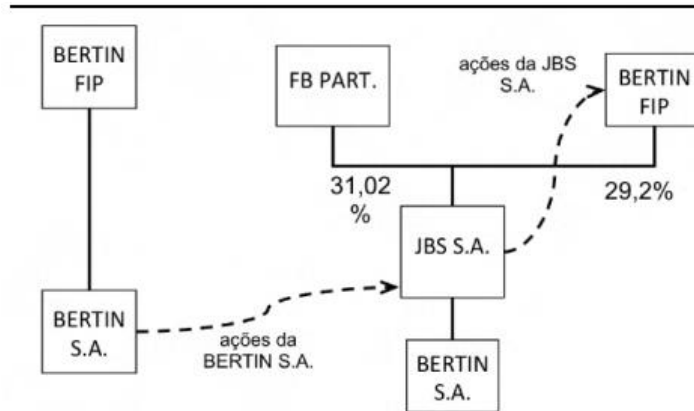 BERTIN
FIP
FB PART.
ações da JBS
S.A.
BERTIN
FIP
31,02
%
29,2%
JBS S.A.
BERTIN
S.A.
ações da
BERTIN S.A.
BERTIN
S.A.